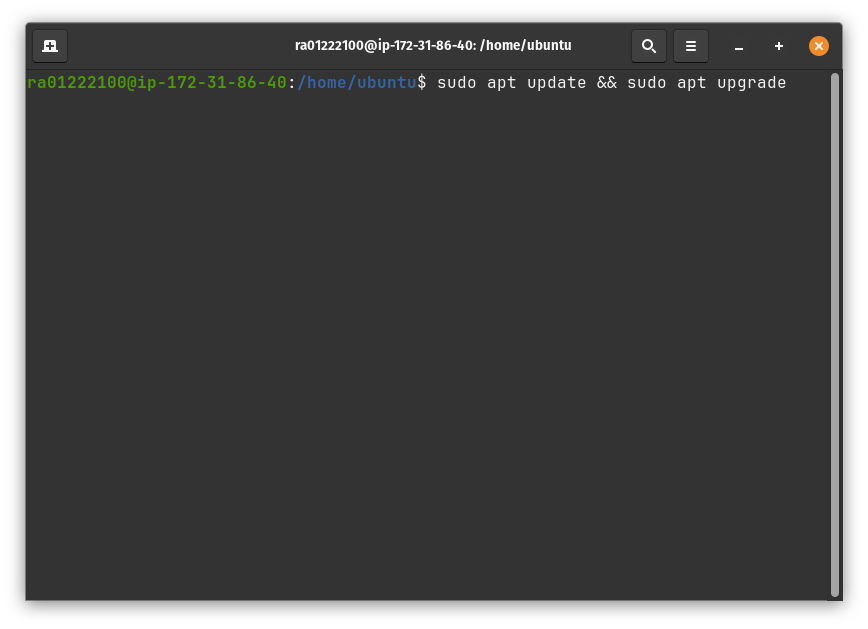 ra01222100@ip-172-31-86-40: /home/ubuntu
ra01222100@ip-172-31-86-40:/home/ubuntu$ sudo apt update && sudo apt upgrade